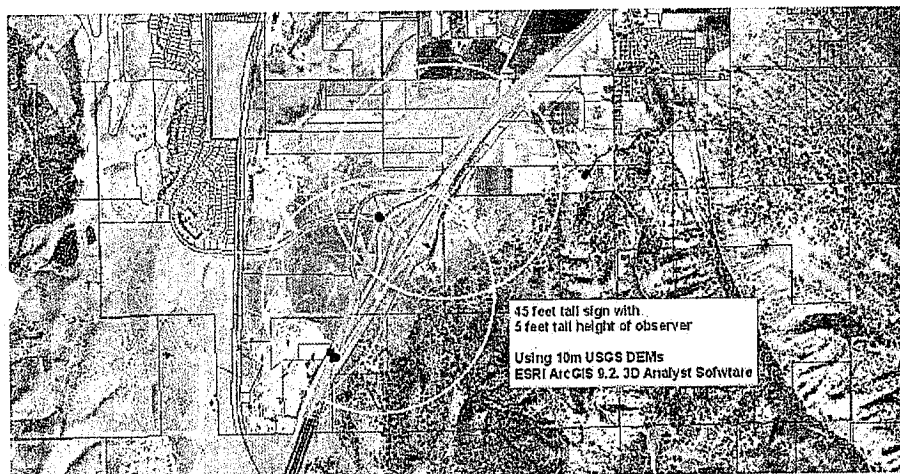 45 feet tall sign with
5 feet tall height of observer
Using 10m USGS DEMs
ESRI ArcGIS 9.2. 3D Analyst Sofwtare